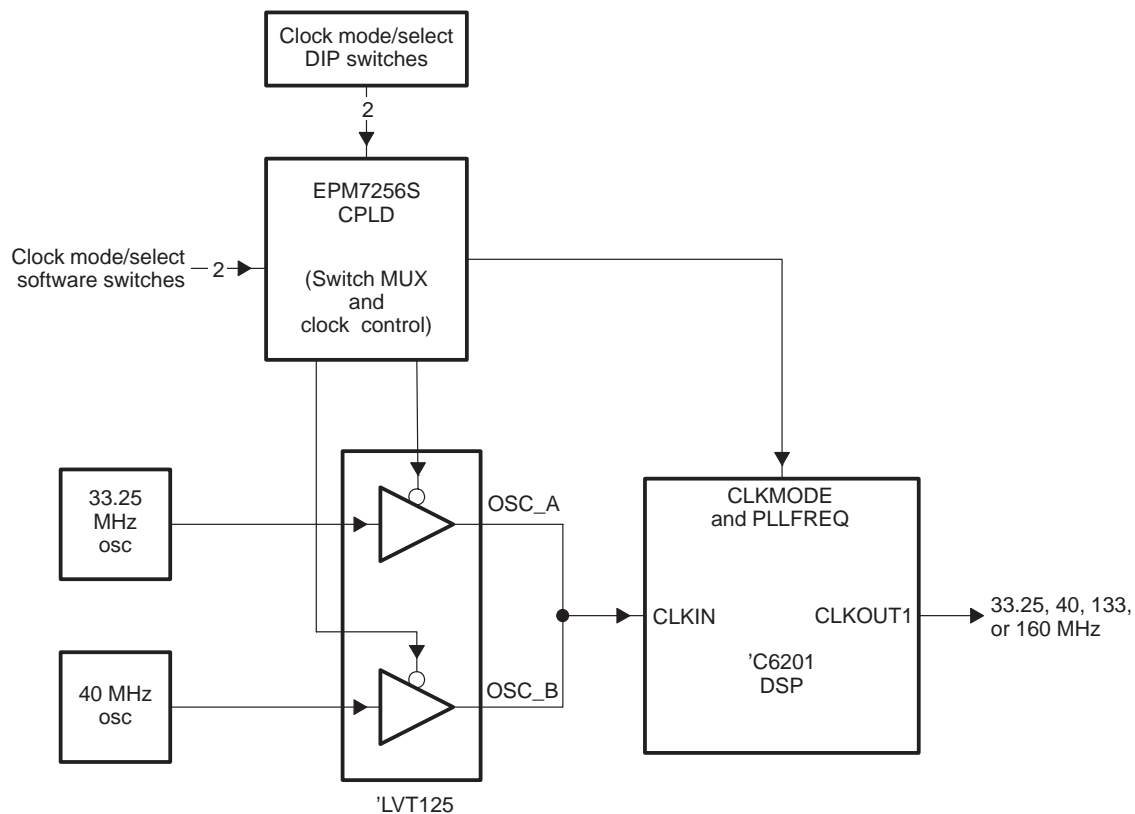 Clock mode/select
DIP switches
2
EPM7256S
CPLD
(Switch MUX
and
clock control)
Clock mode/select
software switches
2
33.25
MHz
osc
OSC_A
CLKMODE
and PLLFREQ
CLKIN
CLKOUT1
33.25, 40, 133,
or 160 MHz
'C6201
DSP
40 MHz
osc
OSC_B
'LVT125